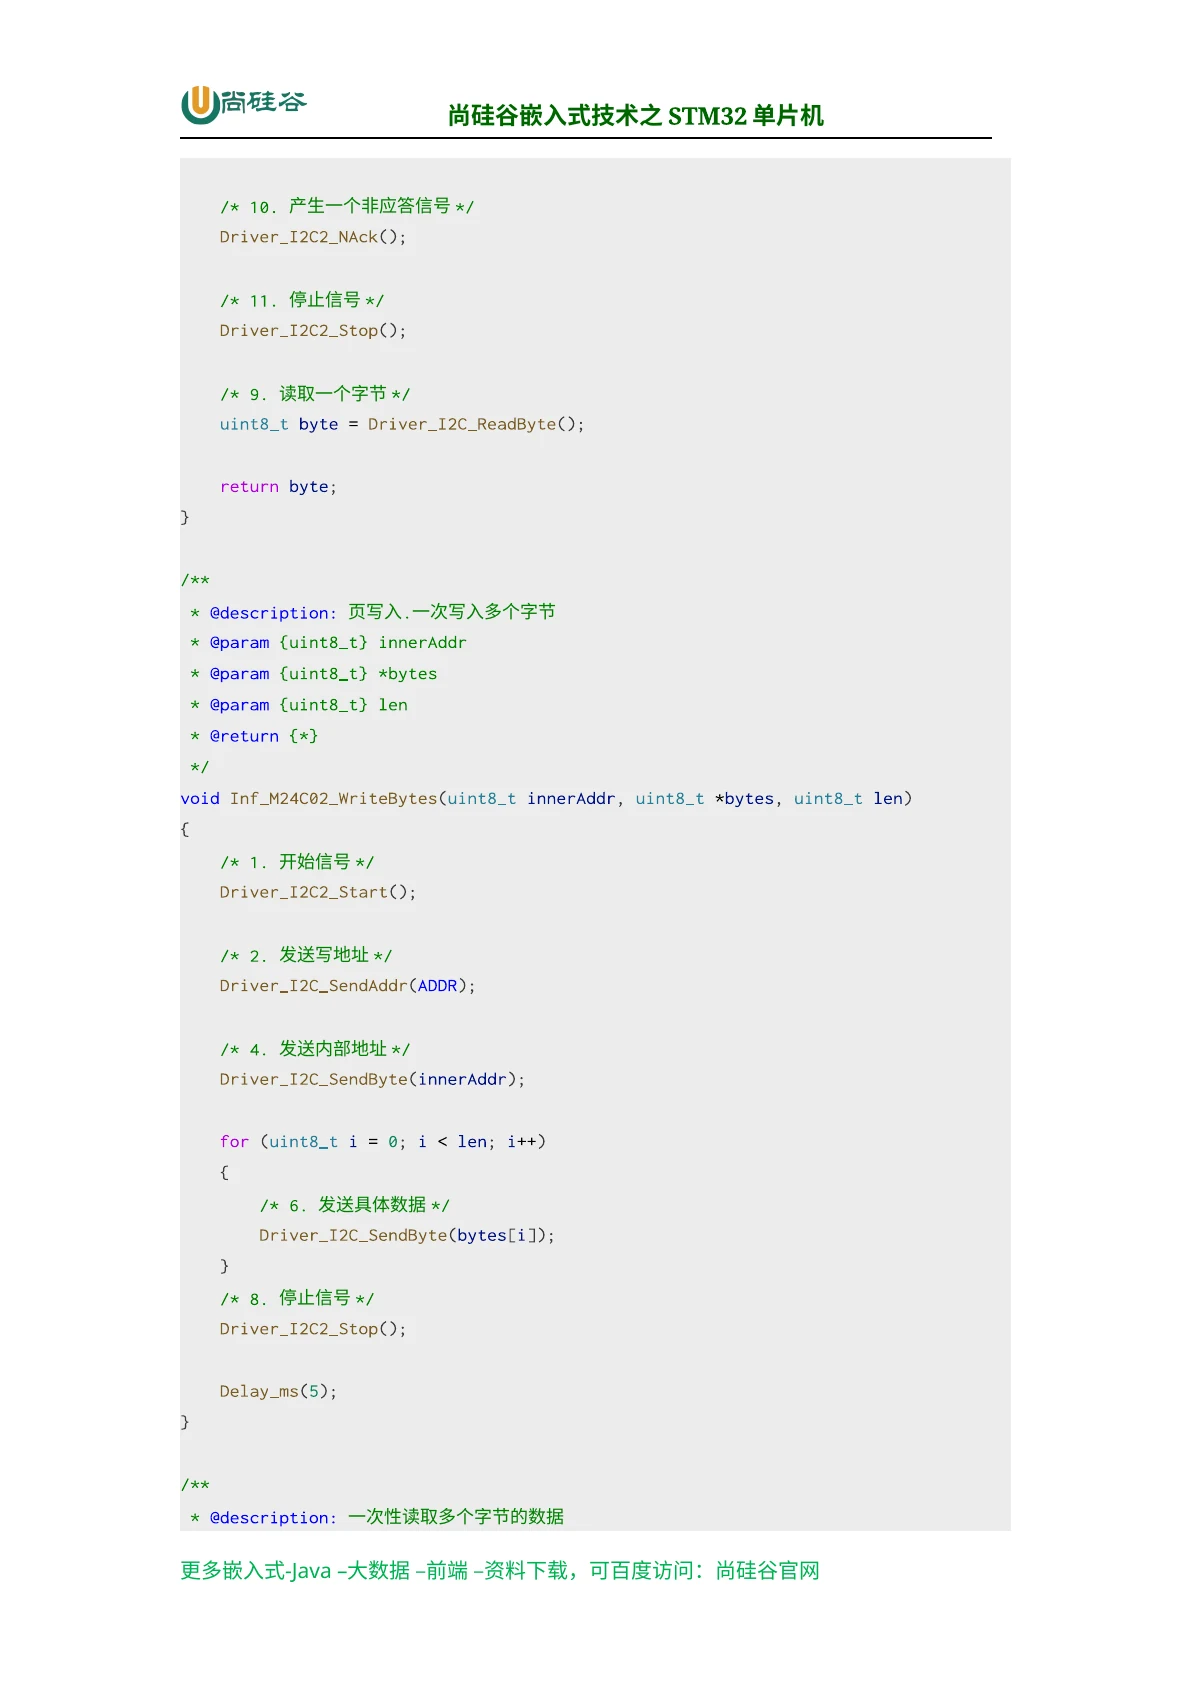 尚硅谷
尚硅谷嵌入式技术之 STM32 单片机
/* 10. 产生一个非应答信号 */
Driver_I2C2_NAck();
/* 11. 停止信号 */
Driver_I2C2_Stop();
/* 9. 读取一个字节 */
uint8_t byte = Driver_I2C_ReadByte();
return byte;
}
/**
* @description: 页写入.一次写入多个字节
* @param {uint8_t} innerAddr
* @param {uint8_t} *bytes
* @param {uint8_t} len
* @return {*}
*/
void Inf_M24C02_WriteBytes(uint8_t innerAddr, uint8_t *bytes, uint8_t len)
{
/* 1. 开始信号 */
Driver_I2C2_Start();
/* 2. 发送写地址 */
Driver_I2C_SendAddr(ADDR);
/* 4. 发送内部地址 */
Driver_I2C_SendByte(innerAddr);
for (uint8_t i = 0; i < len; i++)
{
/* 6. 发送具体数据 */
Driver_I2C_SendByte(bytes[i]);
}
/* 8. 停止信号 */
Driver_I2C2_Stop();
Delay_ms(5);
}
/**
* @description: 一次性读取多个字节的数据
更多嵌入式-Java –大数据 –前端 –资料下载，可百度访问：尚硅谷官网